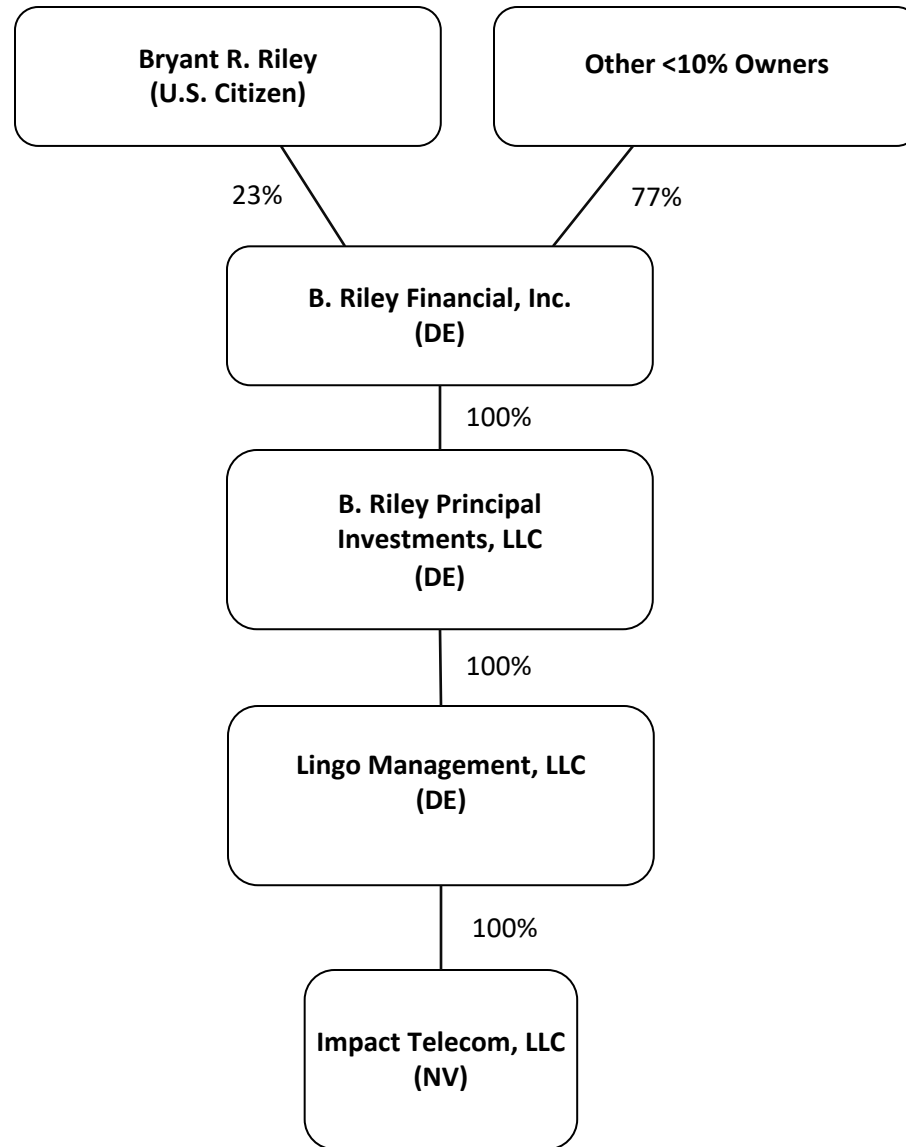 Bryant R. Riley
(U.S. Citizen)
Other <10% Owners
23%
77%
B. Riley Financial, Inc.
(DE)
100%
B. Riley Principal
Investments, LLC
(DE)
100%
Lingo Management, LLC
(DE)
100%
Impact Telecom, LLC
(NV)